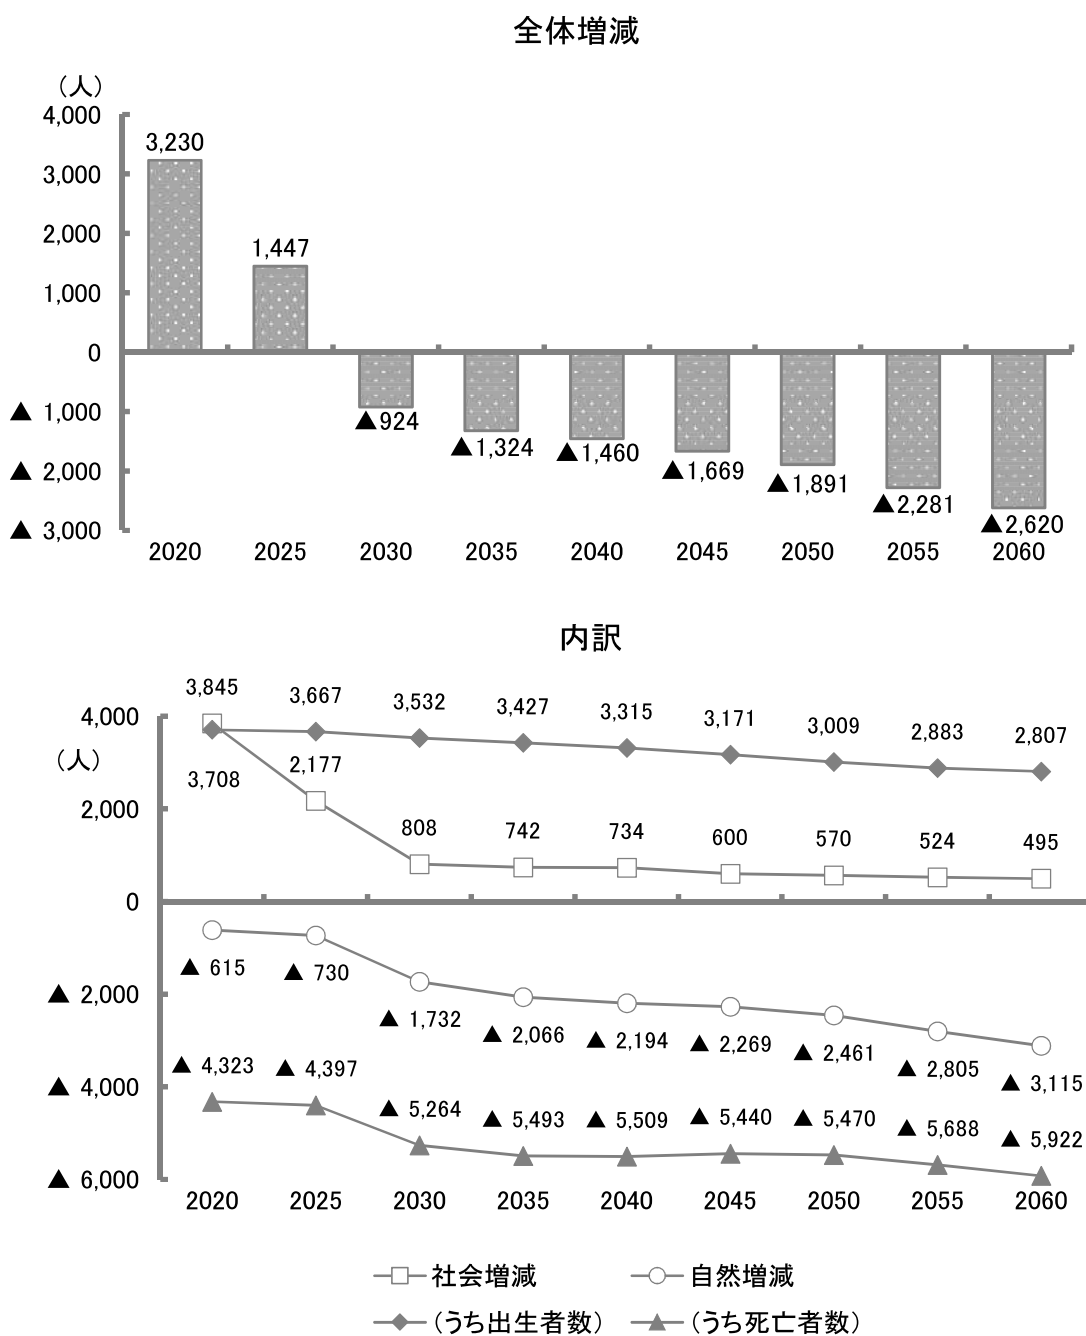 全体増減
（人）
4,000
3,000
2,000
1,000
0
▲ 1,000
▲ 2,000
▲ 3,000
3,230
1,447
▲924
▲1,324
▲1,460
▲1,669
▲1,891
▲2,281
▲2,620
2020 2025 2030 2035 2040 2045 2050 2055 2060
内訳
4,000
（人）
2,000
0
▲ 2,000
▲ 4,000
▲ 6,000
3,845 3,667 3,532 3,427 3,315 3,171 3,009 2,883 2,807
3,708 2,177 808 742 734 600 570 524 495
▲ 615 ▲ 730 ▲ 1,732 ▲ 2,066 ▲ 2,194 ▲ 2,269 ▲ 2,461 ▲ 2,805 ▲ 3,115
▲ 4,323 ▲ 4,397 ▲ 5,264 ▲ 5,493 ▲ 5,509 ▲ 5,440 ▲ 5,470 ▲ 5,688 ▲ 5,922
2020 2025 2030 2035 2040 2045 2050 2055 2060
社会増減 自然増減
（うち出生者数） （うち死亡者数）